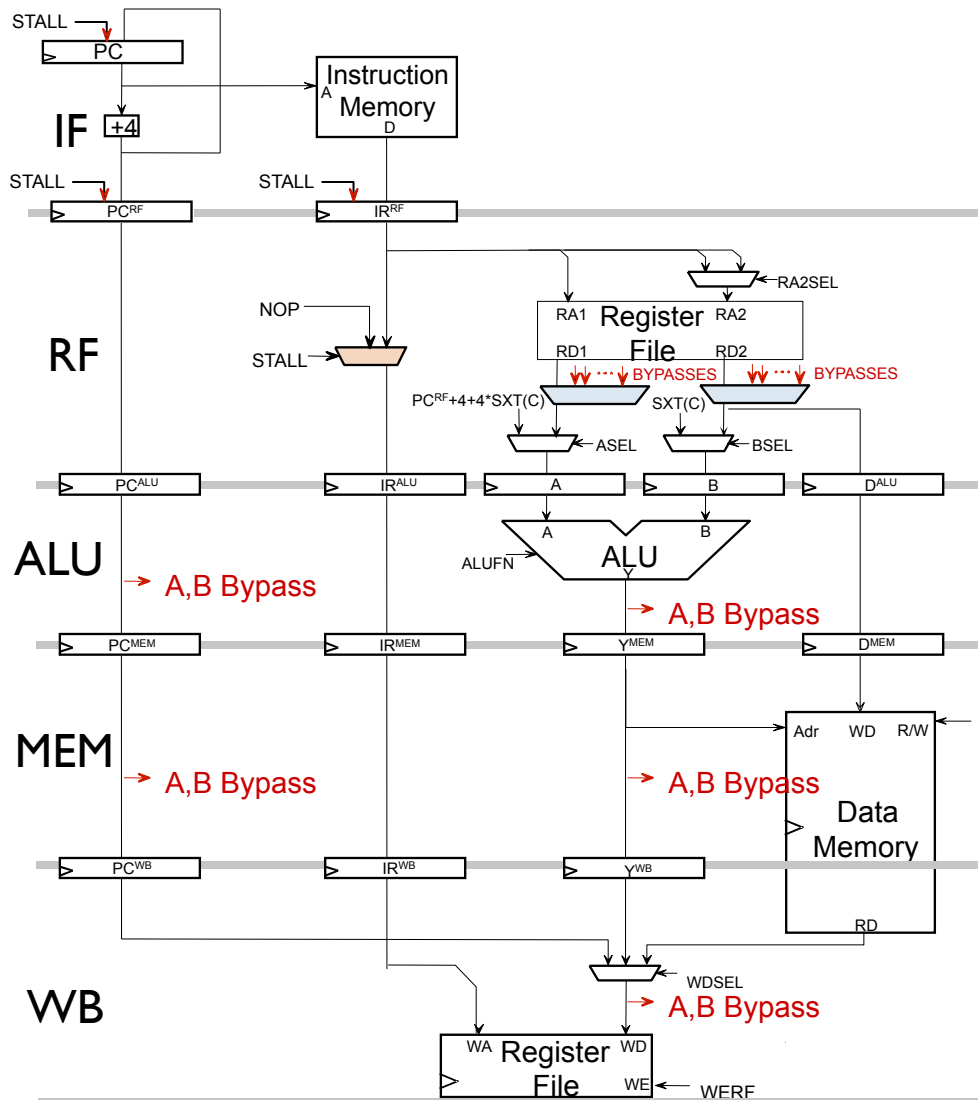 STALL
PC
Instruction
Memory
A
D
+4
IF
STALL
STALL
PCRF
IRRF
RA2SEL
NOP
RA1
Register
File
RA2
RD1
RD2
STALL
RF
BYPASSES
BYPASSES
PCRF+4+4*SXT(C)
SXT(C)
ASEL
BSEL
PCALU
IRALU
A
B
DALU
A
B
ALU
ALUFN
ALU
Y
A,B Bypass
A,B Bypass
PCMEM
IRMEM
YMEM
DMEM
Adr
WD
R/W
MEM
A,B Bypass
A,B Bypass
Data
Memory
PCWB
IRWB
YWB
RD
WDSEL
WB
A,B Bypass
WA
Register
File
WD
WE
WERF